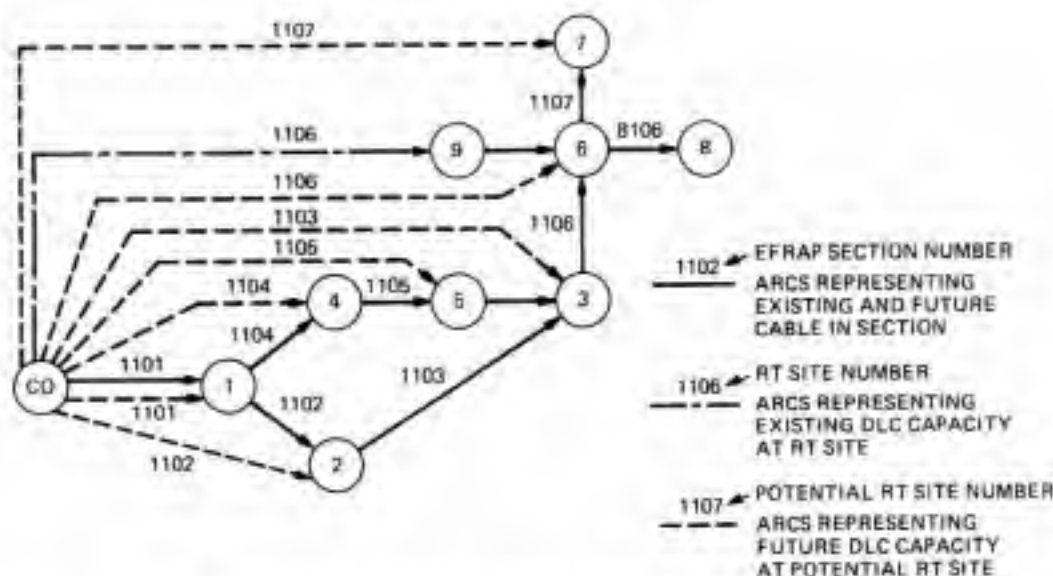 1107
7
1107
1106
9
6
8106
8
1106
1103
1105
1106
1104
4
1105
5
3
1104
CO
1101
1
1101
1102
1103
1102
2
1102
EFRAP SECTION NUMBER
ARCS REPRESENTING
EXISTING AND FUTURE
CABLE IN SECTION
1106
RT SITE NUMBER
ARCS REPRESENTING
EXISTING DLC CAPACITY
AT RT SITE
1107
POTENTIAL RT SITE NUMBER
ARCS REPRESENTING
FUTURE DLC CAPACITY
AT POTENTIAL RT SITE